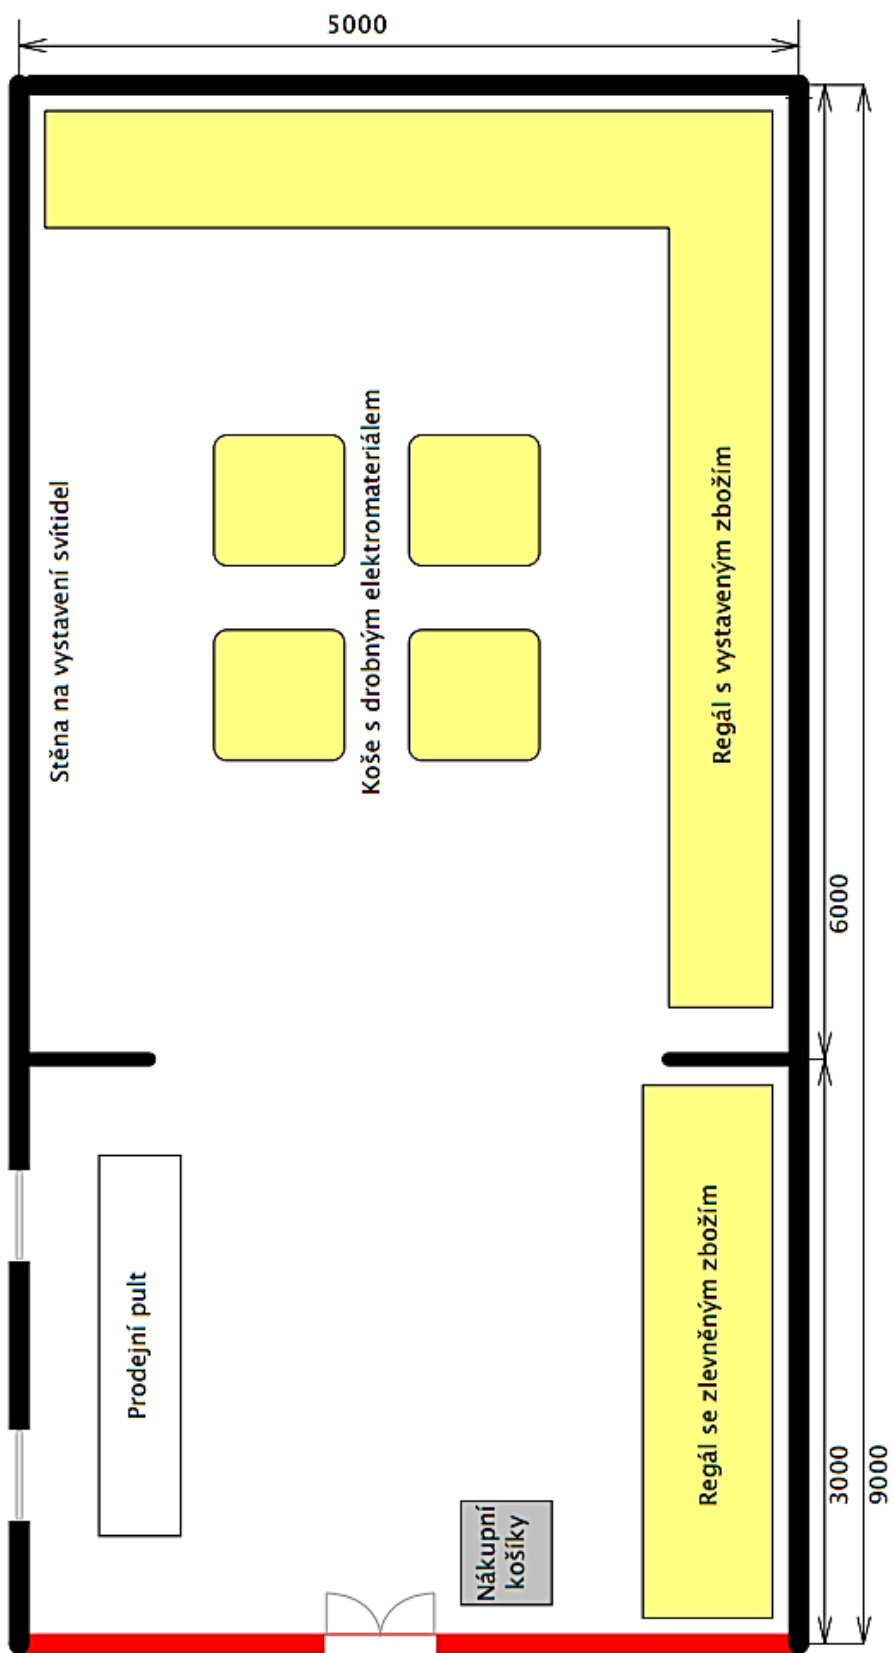 5000
Stěna na vystavení svítidel
Koše s drobným elektromateriálem
Regál s vystaveným zbožím
6000
Prodejní pult
Regál se zlevněným zbožím
Nákupní
košíky
3000
9000